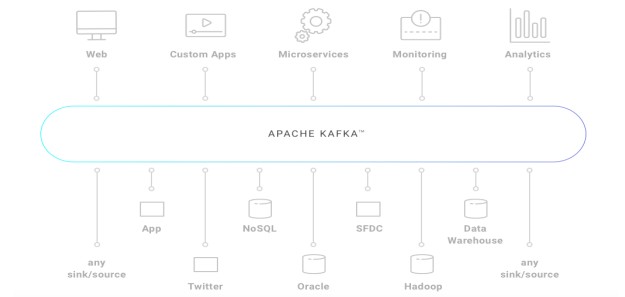 Web
Custom Apps
Microservices
Monitoring
Analytics
APACHE KAFKA™
App
NoSQL
SFDC
Data
Warehouse
any
sink/source
Twitter
Oracle
Hadoop
any
sink/source